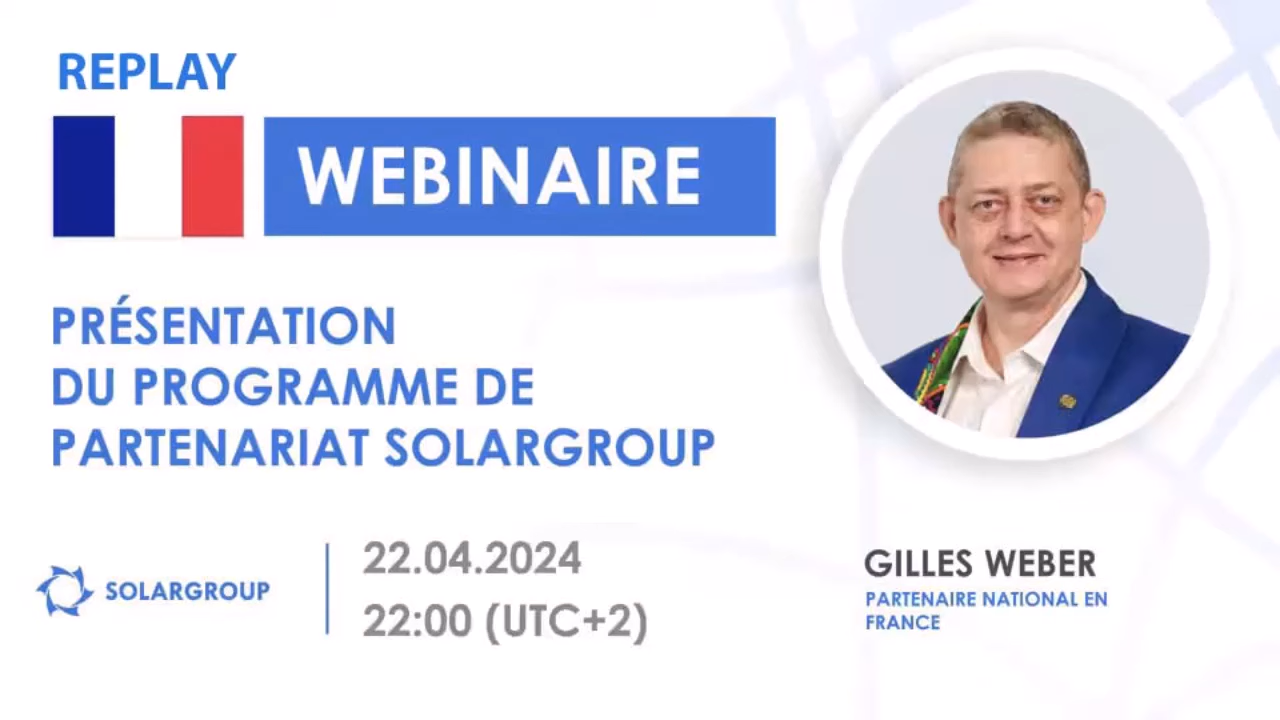 REPLAY
WEBINAIRE
PRÉSENTATION
DU PROGRAMME DE
PARTENARIAT SOLARGROUP
SOLARGROUP
22.04.2024
22:00 (UTC+2)
GILLES WEBER
PARTENAIRE NATIONAL EN
FRANCE